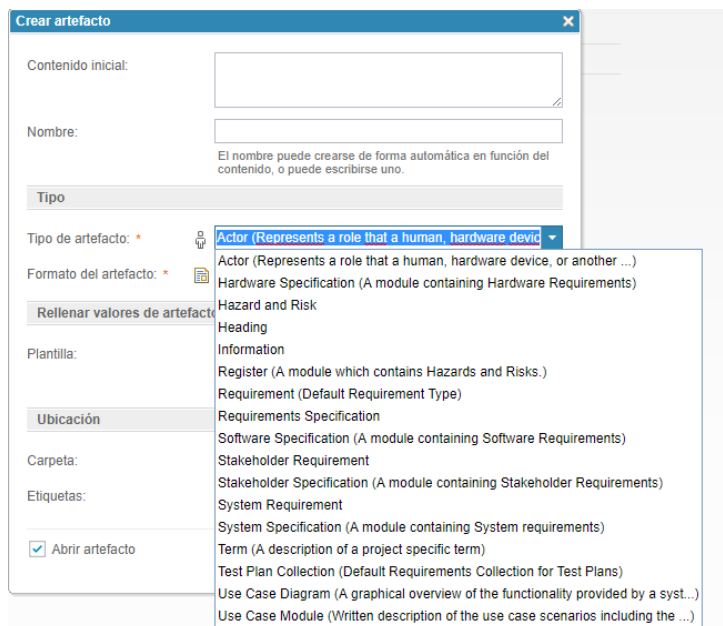 Crear artefacto
Contenido inicial:
Nombre:
El nombre puede crearse de forma automática en función del
contenido, o puede escribirse uno.
Tipo
Tipo de artefacto: *
Actor (Represents a role that a human, hardware devic
Formato del artefacto: *
Actor (Represents a role that a human, hardware device, or another ...)
Hardware Specification (A module containing Hardware Requirements)
Hazard and Risk
Heading
Information
Register (A module which contains Hazards and Risks.)
Requirement (Default Requirement Type)
Requirements Specification
Software Specification (A module containing Software Requirements)
Stakeholder Requirement
Stakeholder Specification (A module containing Stakeholder Requirements)
System Requirement
System Specification (A module containing System requirements)
Term (A description of a project specific term)
Test Plan Collection (Default Requirements Collection for Test Plans)
Use Case Diagram (A graphical overview of the functionality provided by a syst...)
Use Case Module (Written description of the use case scenarios including the ...)
Rellenar valores de artefacto
Plantilla:
Ubicación
Carpeta:
Etiquetas:
Abrir artefacto